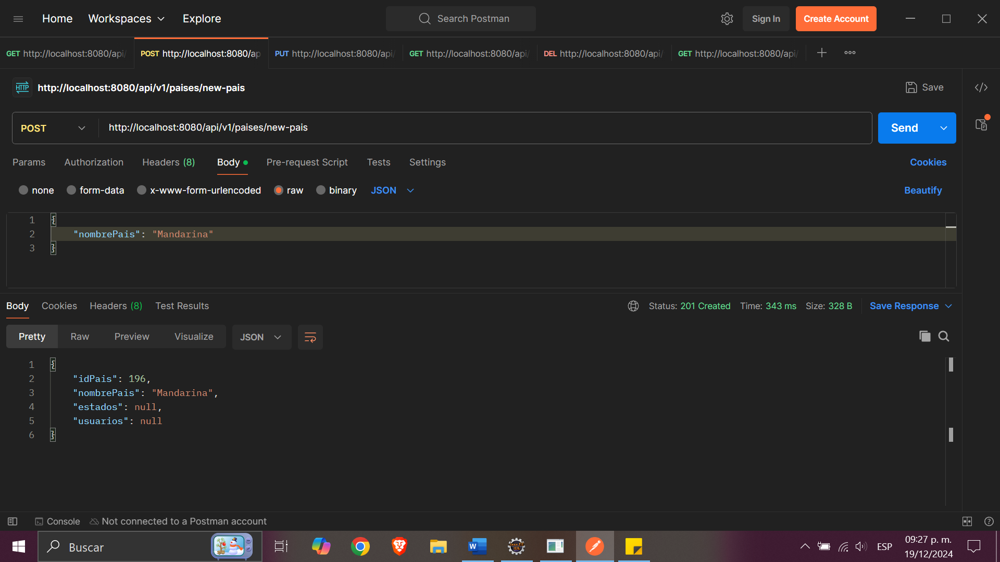 Home Workspaces Explore Search Postman Sign In Create Account
GET http://localhost:8080/api/ POST http://localhost:8080/ap PUT http://localhost:8080/api/ GET http://localhost:8080/api/ DEL http://localhost:8080/api/ GET http://localhost:8080/api/
HTTP http://localhost:8080/api/v1/paises/new-pais Save
POST http://localhost:8080/api/v1/paises/new-pais Send
Params Authorization Headers (8) Body Pre-request Script Tests Settings Cookies
none form-data x-www-form-urlencoded raw binary JSON Beautify
1 {
2 "nombrePais": "Mandarina"
3 }
Body Cookies Headers (8) Test Results Status: 201 Created Time: 343 ms Size: 328 B Save Response
Pretty Raw Preview Visualize JSON
1 {
2 "idPais": 196,
3 "nombrePais": "Mandarina",
4 "estados": null,
5 "usuarios": null
6 }
Console Not connected to a Postman account
Buscar W Java EE IDE ESP 09:27 p. m.
19/12/2024